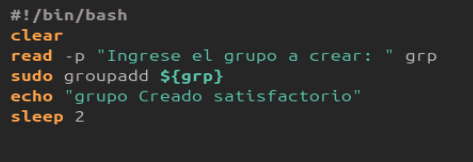 #!/bin/bash
clear
read -p "Ingrese el grupo a crear: " grp
sudo groupadd ${grp}
echo "grupo Creado satisfactorio"
sleep 2